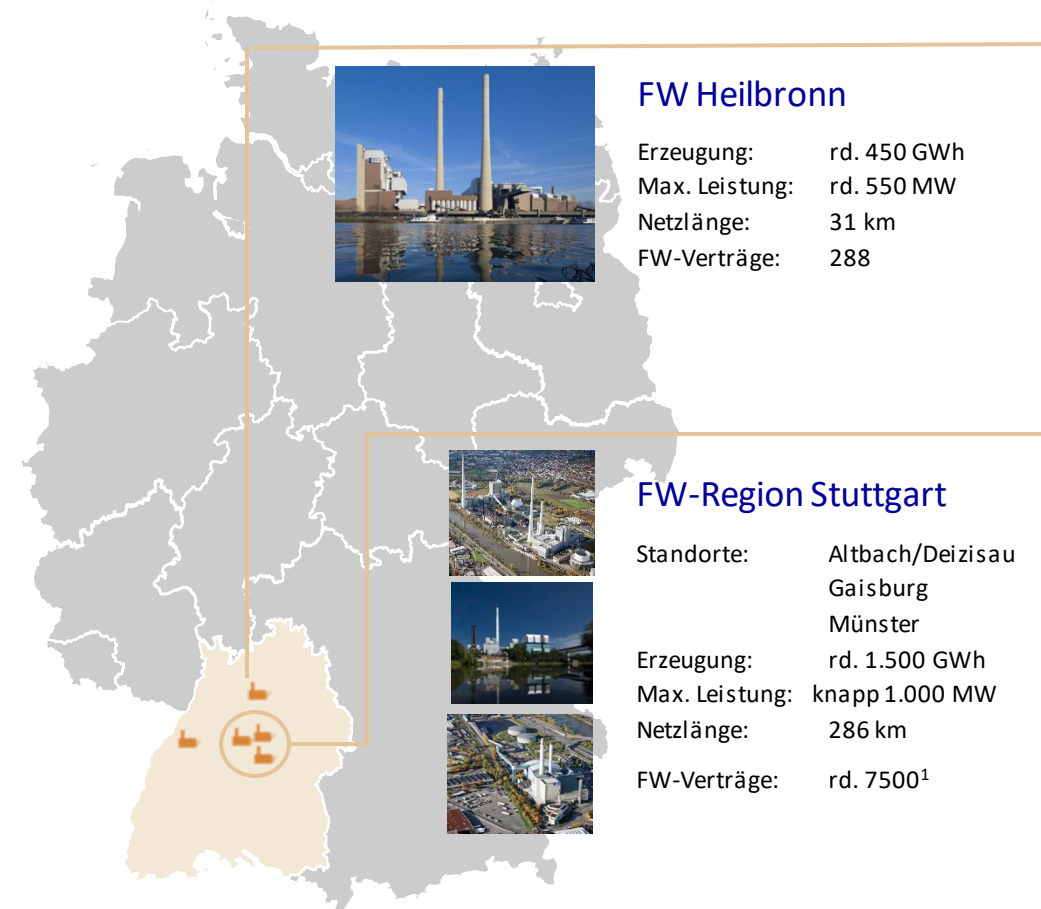 FW Heilbronn
Erzeugung: rd. 450 GWh
Max. Leistung: rd. 550 MW
Netzlänge: 31 km
FW-Verträge: 288
FW-Region Stuttgart
Standorte: Altbach/Deizisau
Gaisburg
Münster
Erzeugung: rd. 1.500 GWh
Max. Leistung: knapp 1.000 MW
Netzlänge: 286 km
FW-Verträge: rd. 7500¹